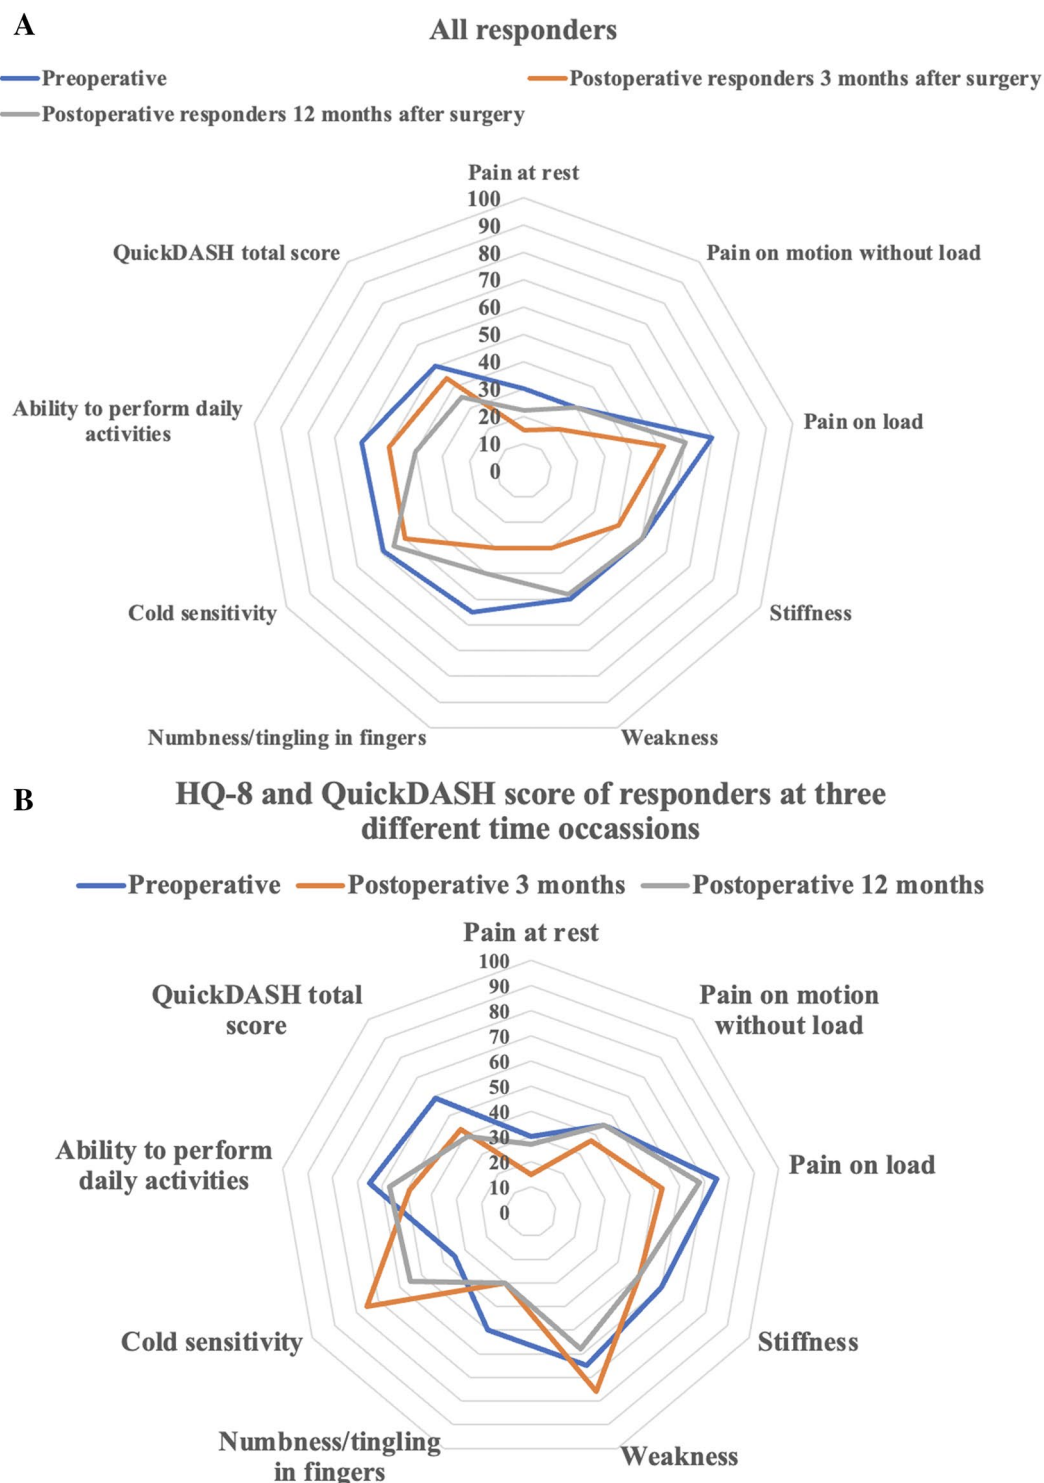 A
All responders
Preoperative
Postoperative responders 3 months after surgery
Postoperative responders 12 months after surgery
Pain at rest
100
90
80
70
60
50
40
30
20
10
0
QuickDASH total score
Pain on motion without load
Ability to perform daily
activities
Pain on load
Cold sensitivity
Stiffness
Numbness/tingling in fingers
Weakness
B
HQ-8 and QuickDASH score of responders at three
different time occassions
Preoperative
Postoperative 3 months
Postoperative 12 months
Pain at rest
100
90
80
70
60
50
40
30
20
10
0
QuickDASH total
score
Pain on motion
without load
Ability to perform
daily activities
Pain on load
Cold sensitivity
Stiffness
Numbness/tingling
in fingers
Weakness